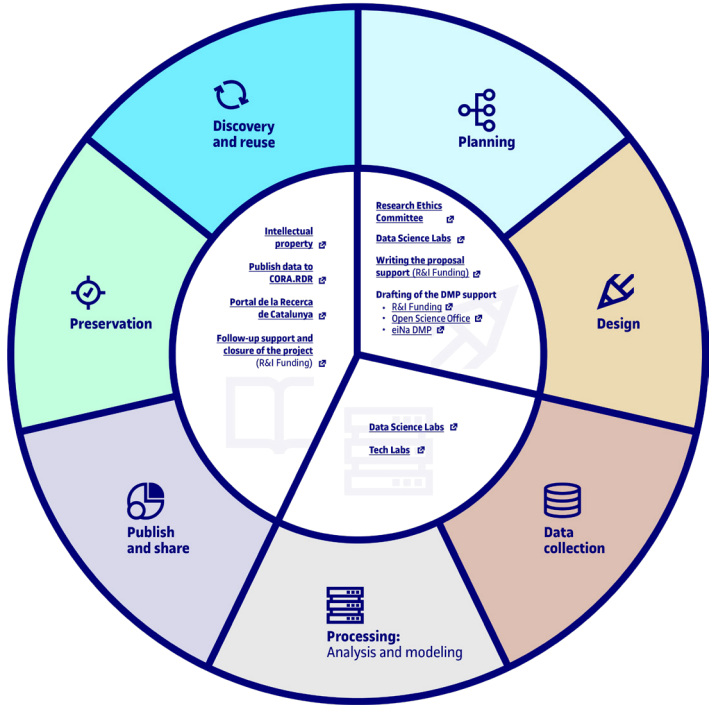 Discovery
and reuse
Planning
Design
Data
collection
Processing:
Analysis and modeling
Publish
and share
Preservation
Research Ethics
Committee
Data Science Labs
Writing the proposal
support (R&I Funding)
Drafting of the DMP support
• R&I Funding
• Open Science Office
• eiNa DMP
Data Science Labs
Tech Labs
Intellectual
property
Publish data to
CORA.RDR
Portal de la Recerca
de Catalunya
Follow-up support and
closure of the project
(R&I Funding)